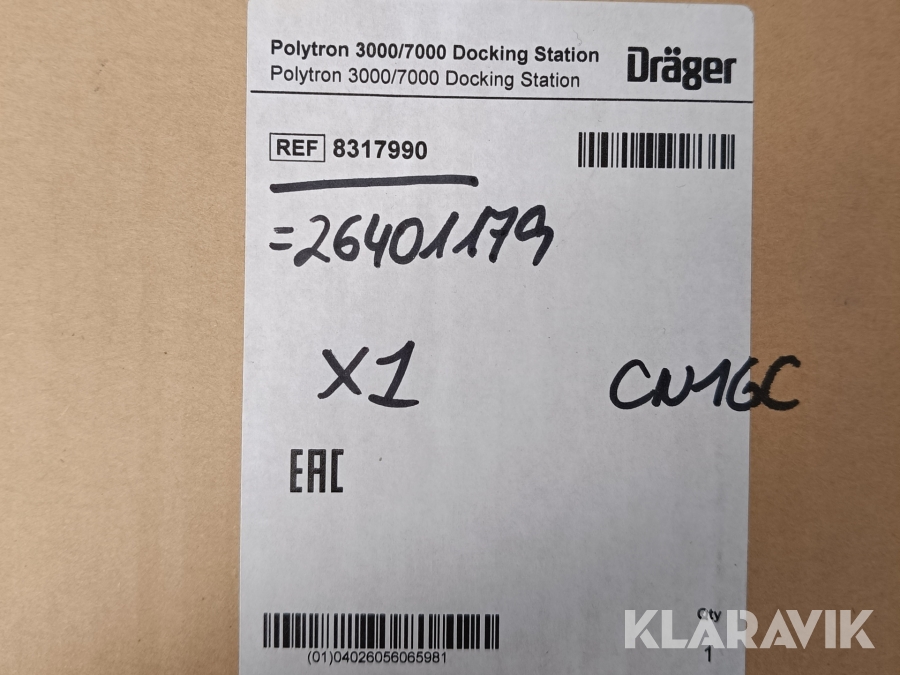 Polytron 3000/7000 Docking Station
Polytron 3000/7000 Docking Station
Dräger
REF 8317990
=26401179
x1
CN16C
EAC
(01)04026056065981
Qty
1
KLARAVIK